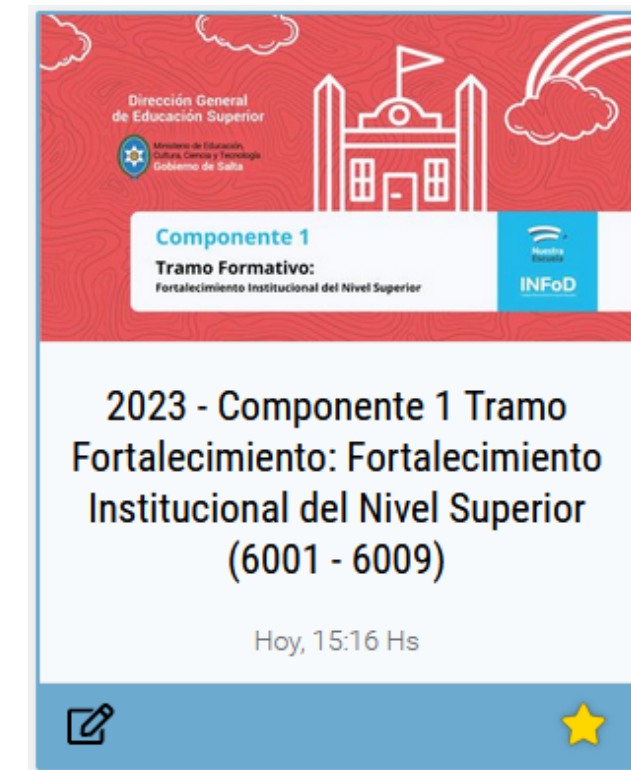 Dirección General
de Educación Superior
Ministerio de Educación,
Cultura, Ciencia y Tecnología
Gobierno de Salta
Componente 1
Tramo Formativo:
Fortalecimiento Institucional del Nivel Superior
Nuestra
Escuela
INFoD
2023 - Componente 1 Tramo
Fortalecimiento: Fortalecimiento
Institucional del Nivel Superior
(6001 - 6009)
Hoy, 15:16 Hs